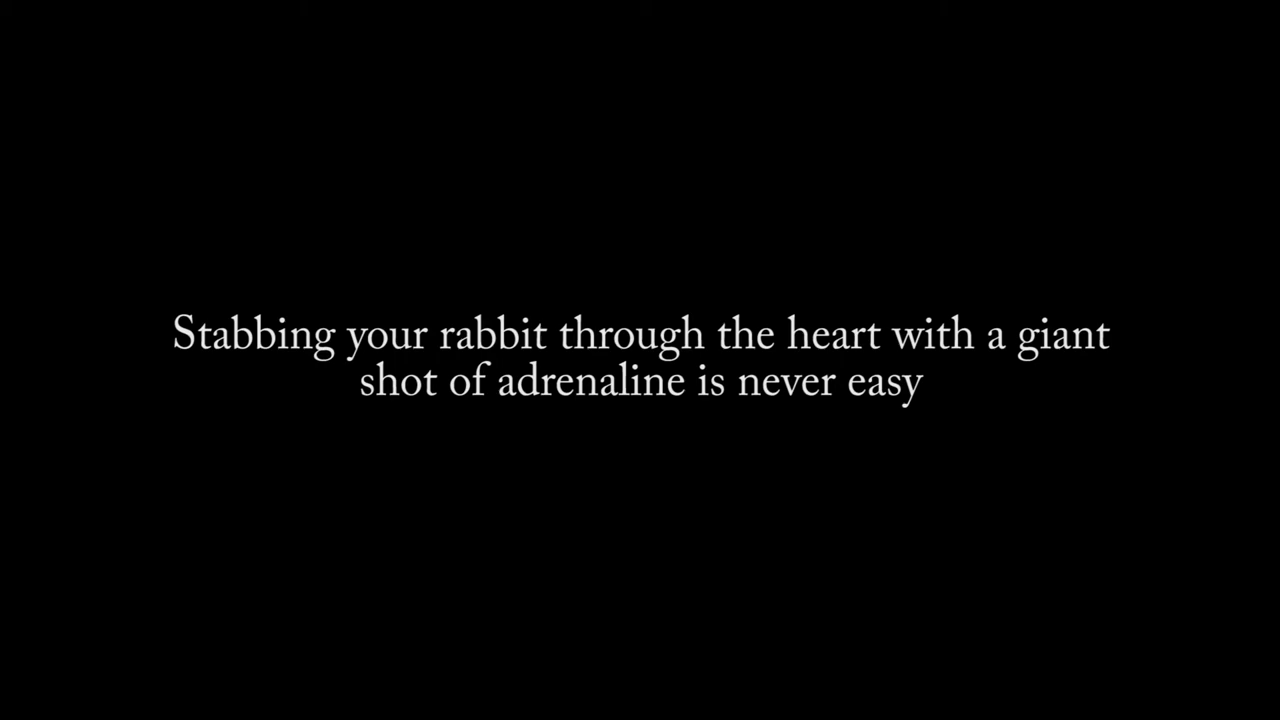 Stabbing your rabbit through the heart with a giant
shot of adrenaline is never easy